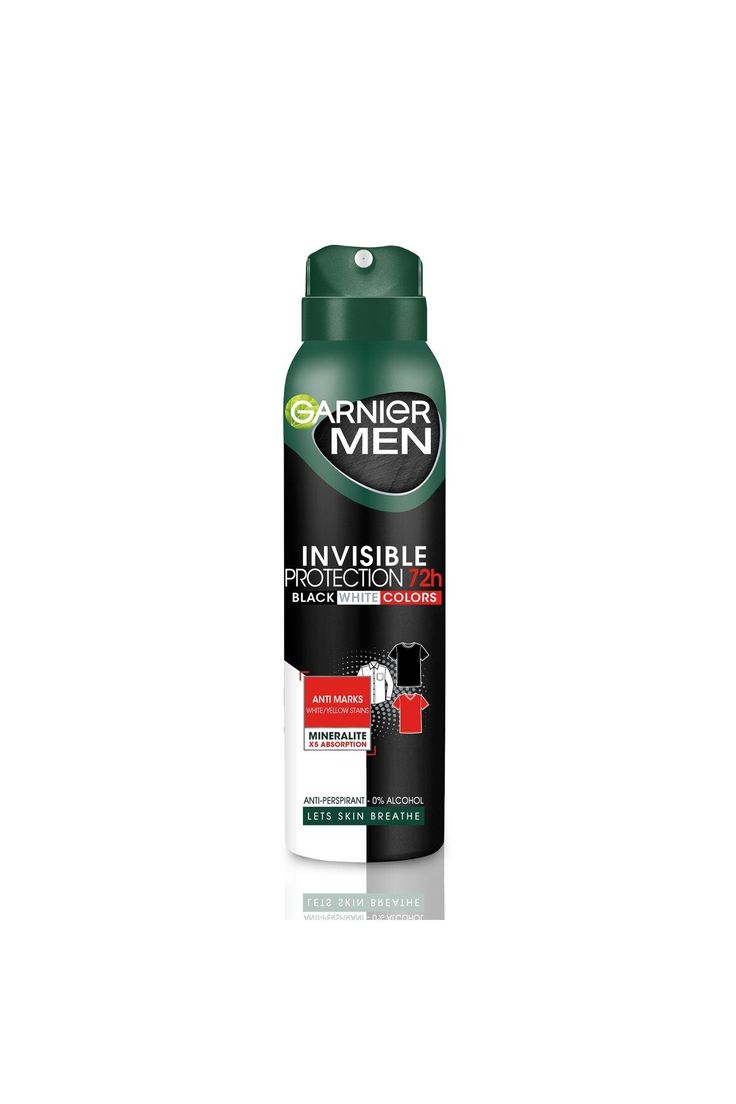 GARNIER
MEN
INVISIBLE
PROTECTION 72h
BLACK WHITE COLORS
ANTI MARKS
WHITE/YELLOW STAINS
MINERALITE
X5 ABSORPTION
ANTI-PERSPIRANT - 0% ALCOHOL
LETS SKIN BREATHE